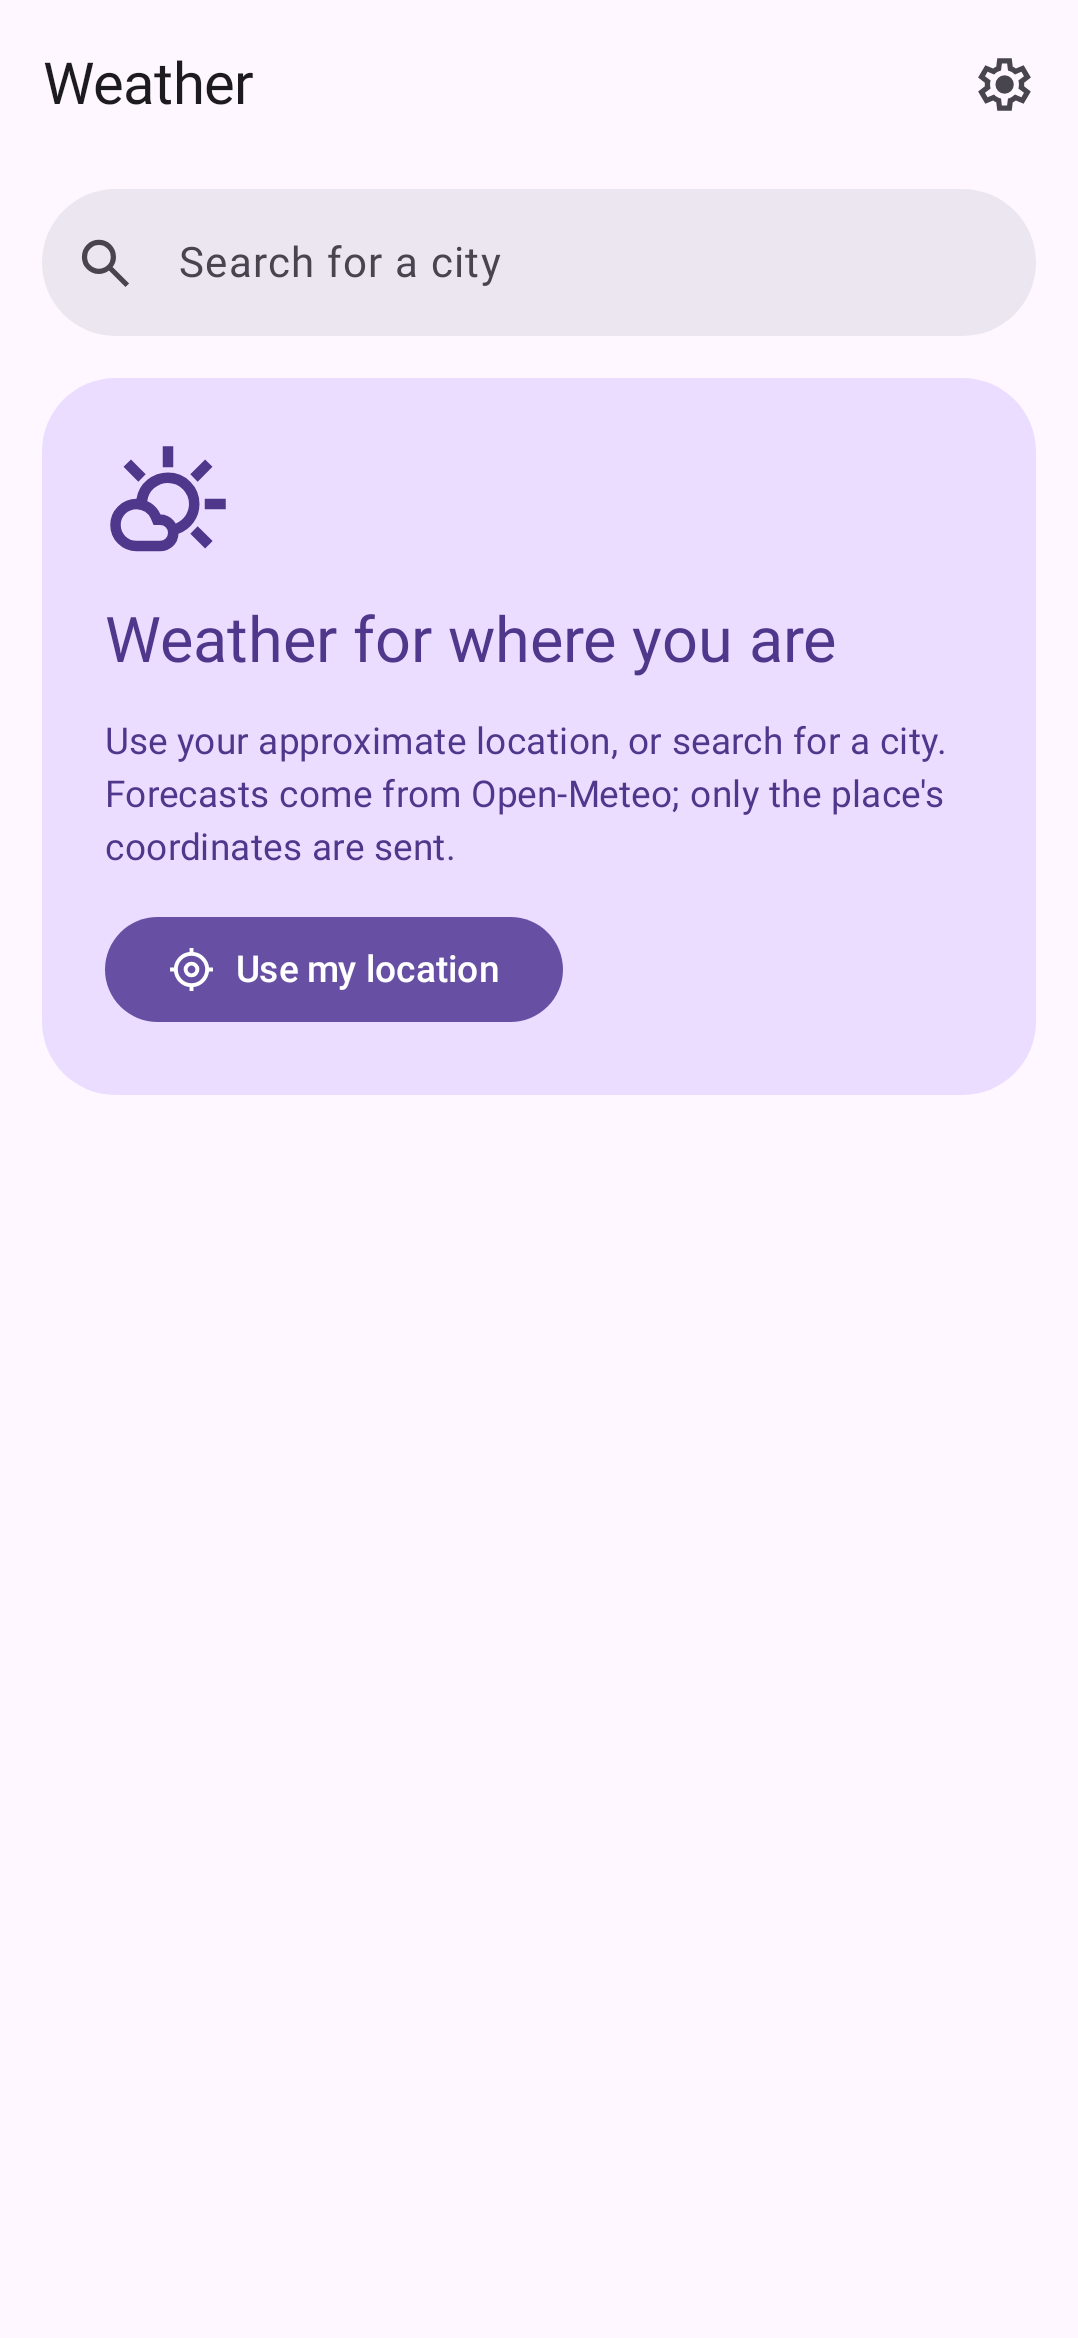 Weather
Search for a city
Weather for where you are
Use your approximate location, or search for a city.
Forecasts come from Open-Meteo; only the place's
coordinates are sent.
Use my location